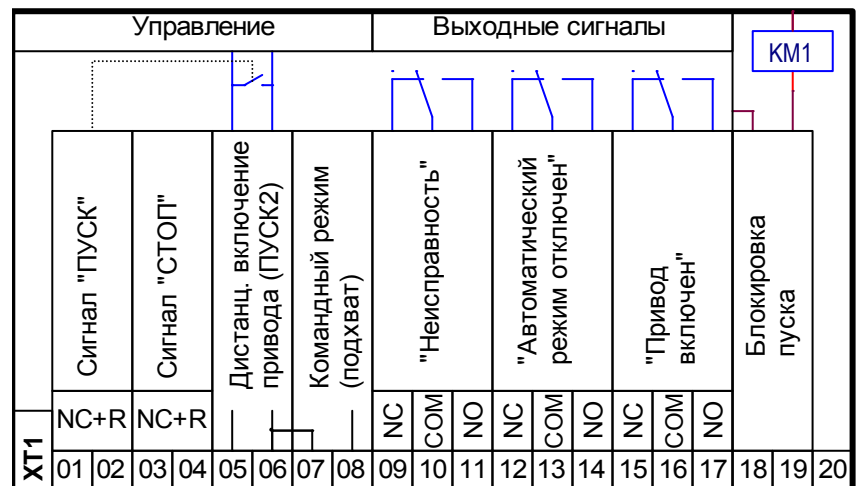 Управление
Выходные сигналы
KM1
Сигнал "ПУСК"
Сигнал "СТОП"
Дистанц. включение
привода (ПУСК2)
Командный режим
(подхват)
"Неисправность"
"Автоматический
режим отключен"
"Привод
включен"
Блокировка
пуска
NC+R NC+R NC COM NO NC COM NO NC COM NO
XT1 01 02 03 04 05 06 07 08 09 10 11 12 13 14 15 16 17 18 19 20